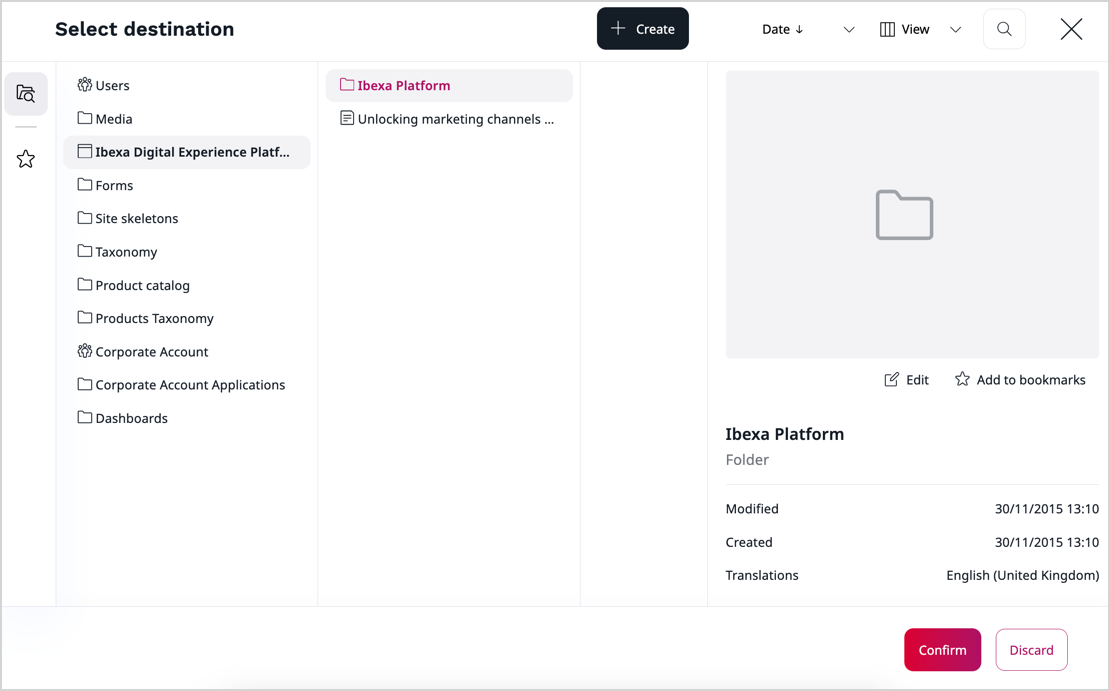 Select destination
Create
Date ↓
View
Users
Media
Ibexa Digital Experience Platf...
Forms
Site skeletons
Taxonomy
Product catalog
Products Taxonomy
Corporate Account
Corporate Account Applications
Dashboards
Ibexa Platform
Unlocking marketing channels ...
Edit
Add to bookmarks
Ibexa Platform
Folder
Modified 30/11/2015 13:10
Created 30/11/2015 13:10
Translations English (United Kingdom)
Confirm
Discard